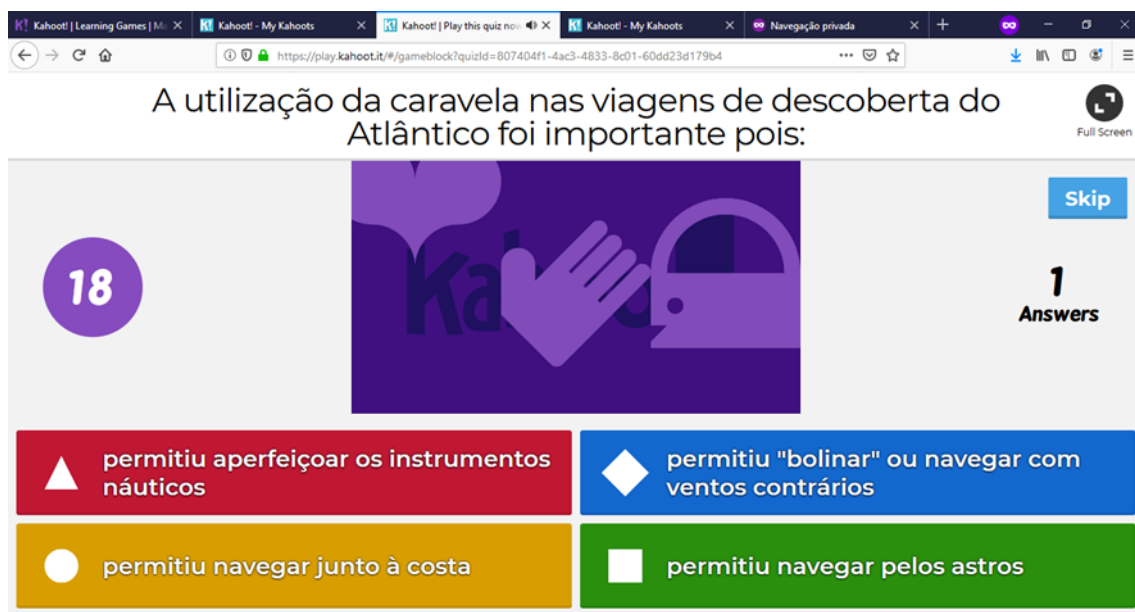 Kahoot! | Learning Games | Ma
Kahoot! - My Kahoots
Kahoot! | Play this quiz now
Kahoot! - My Kahoots
Navegação privada
https://play.kahoot.it/#/gameblock?quizId=807404f1-4ac3-4833-8c01-60dd23d179b4
A utilização da caravela nas viagens de descoberta do
Atlântico foi importante pois:
Full Screen
Skip
18
1
Answers
permitiu aperfeiçoar os instrumentos
náuticos
permitiu "bolinar" ou navegar com
ventos contrários
permitiu navegar junto à costa
permitiu navegar pelos astros